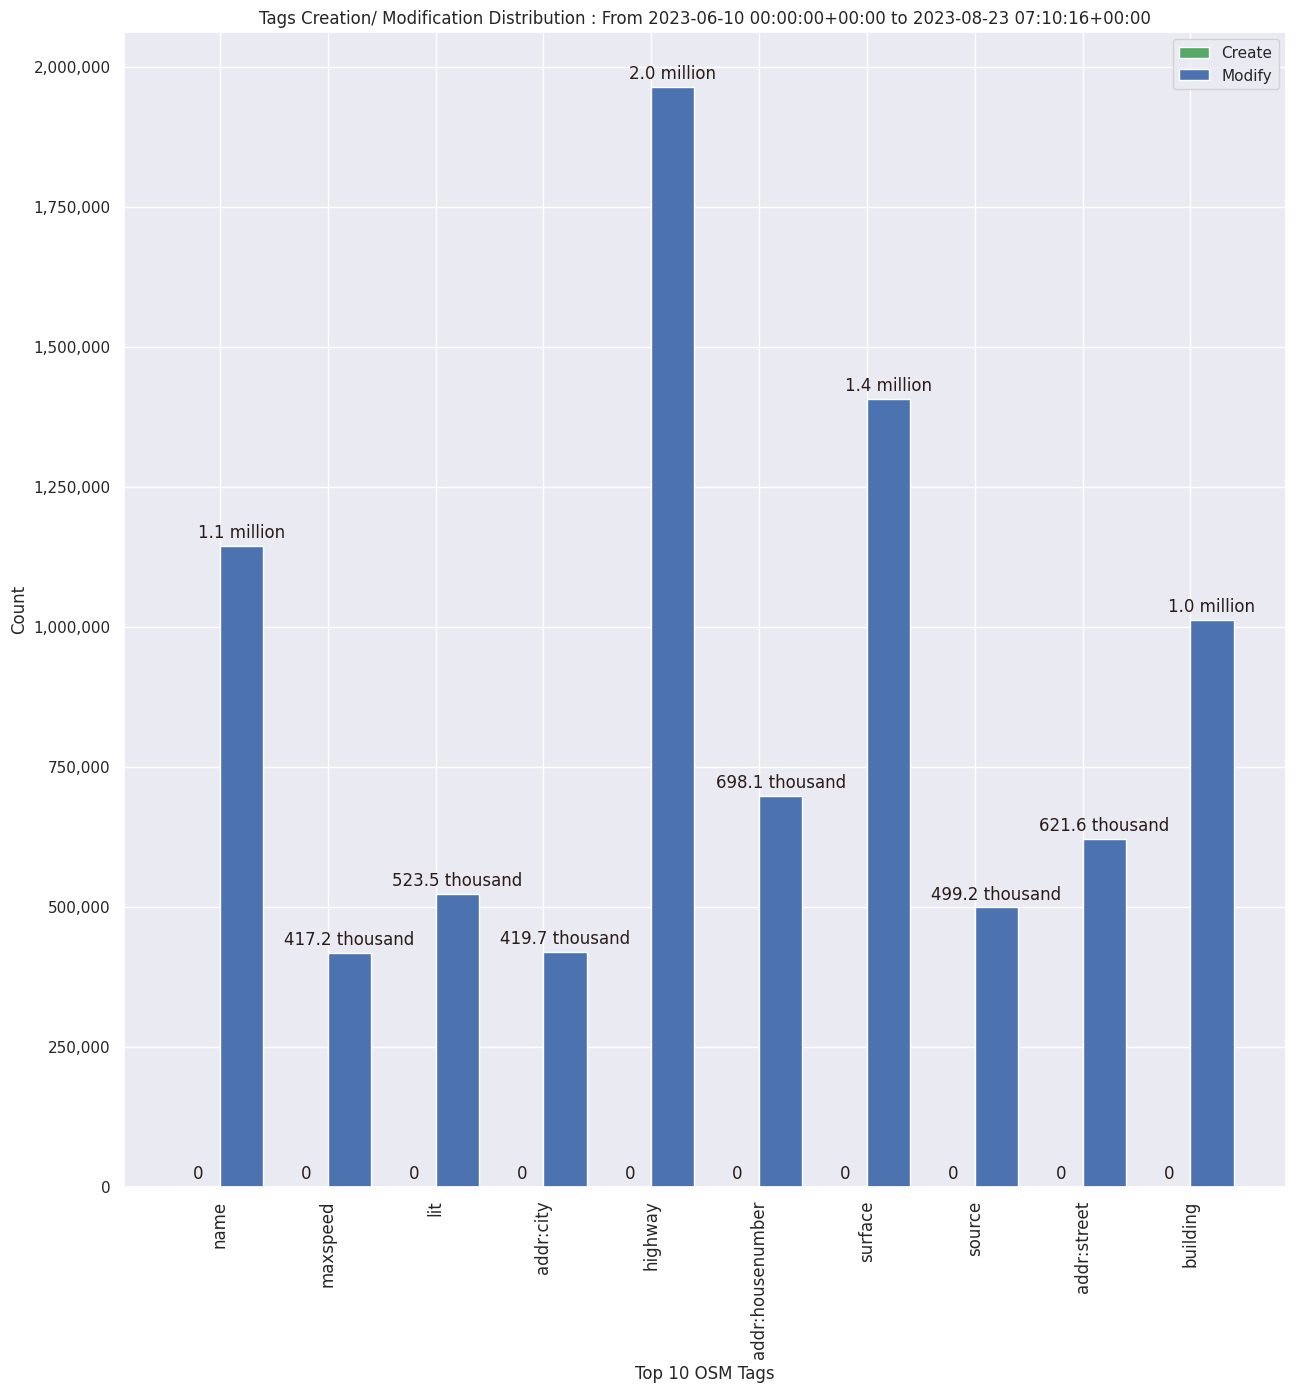 Tags Creation/ Modification Distribution : From 2023-06-10 00:00:00+00:00 to 2023-08-23 07:10:16+00:00
Create
Modify
Count
2,000,000
1,750,000
1,500,000
1,250,000
1,000,000
750,000
500,000
250,000
0
1.1 million
417.2 thousand
523.5 thousand
419.7 thousand
2.0 million
698.1 thousand
1.4 million
499.2 thousand
621.6 thousand
1.0 million
0
0
0
0
0
0
0
0
0
0
name
maxspeed
lit
addr:city
highway
addr:housenumber
surface
source
addr:street
building
Top 10 OSM Tags